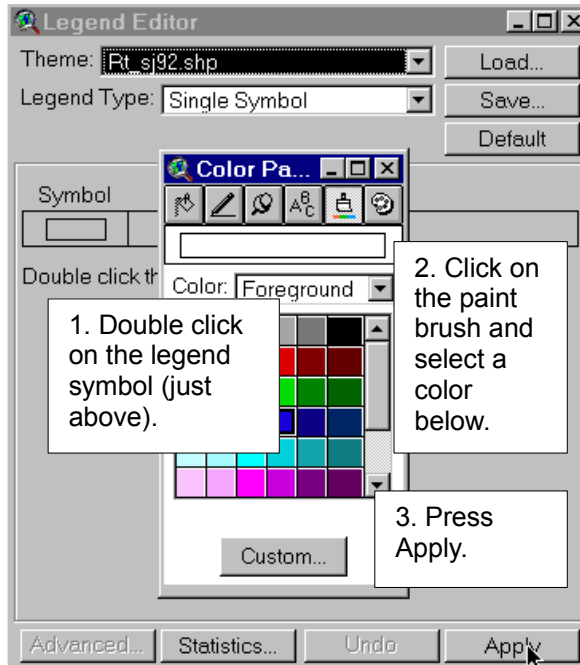 Legend Editor
Theme: Rt_sj92.shp
Load...
Legend Type: Single Symbol
Save...
Default
Color Pa...
Symbol
ABC
Double click th
Color: Foreground
1. Double click
on the legend
symbol (just
above).
2. Click on
the paint
brush and
select a
color
below.
3. Press
Apply.
Custom...
Advanced...
Statistics...
Undo
Apply